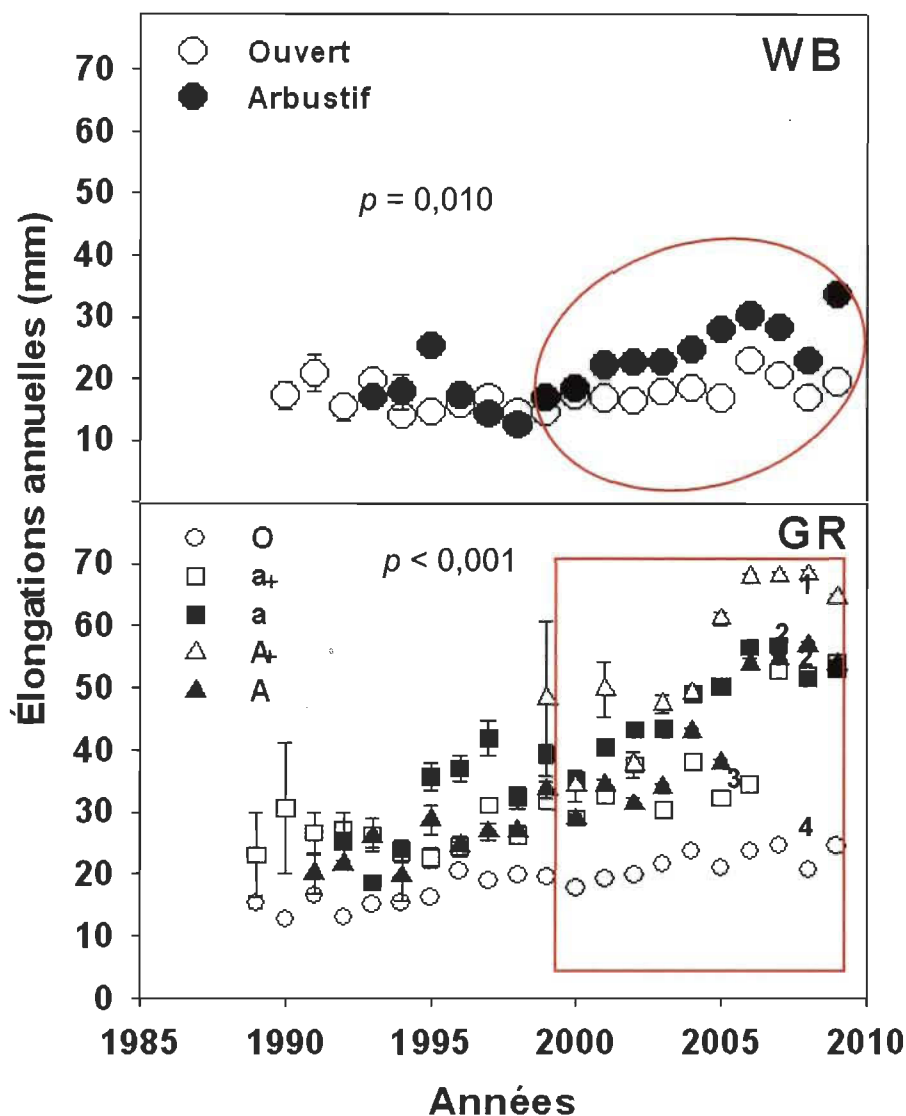 Élongations annuelles (mm)
WB
Ouvert
Arbustif
p = 0,010
70
60
50
40
30
20
10
GR
O
a+
a
A+
A
p < 0,001
1
2
2
3
4
70
60
50
40
30
20
10
0
1985 1990 1995 2000 2005 2010
Années